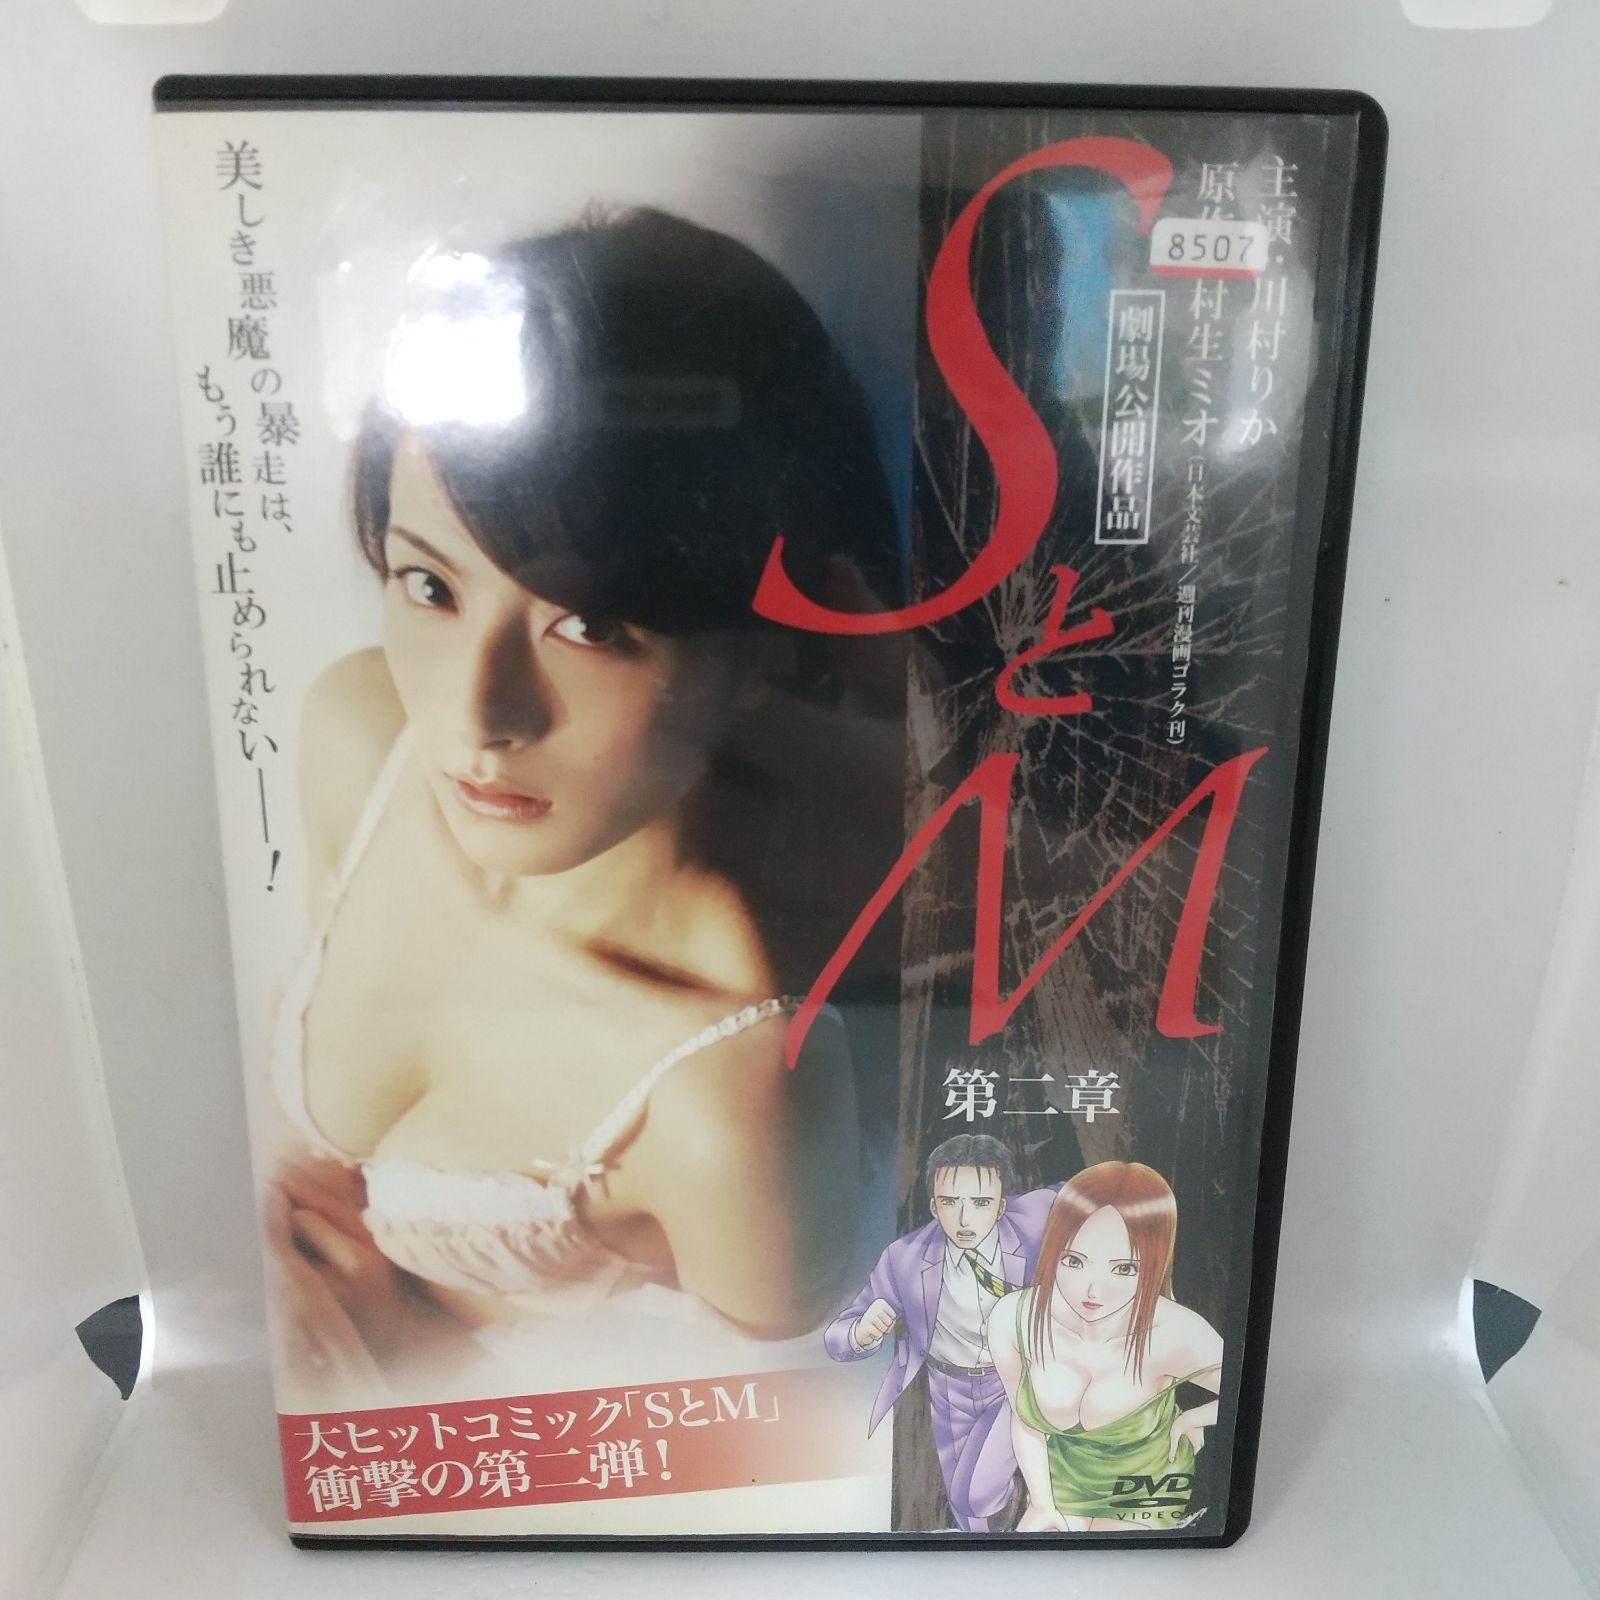 主演・川村りか
原作 村生ミオ(日本文芸社／週刊漫画ゴラク刊)
8507
劇場公開作品
SとM
第二章
美しき悪魔の暴走は、
もう誰にも止められない――!
大ヒットコミック「SとM」
衝撃の第二弾!
DVD
VIDEO